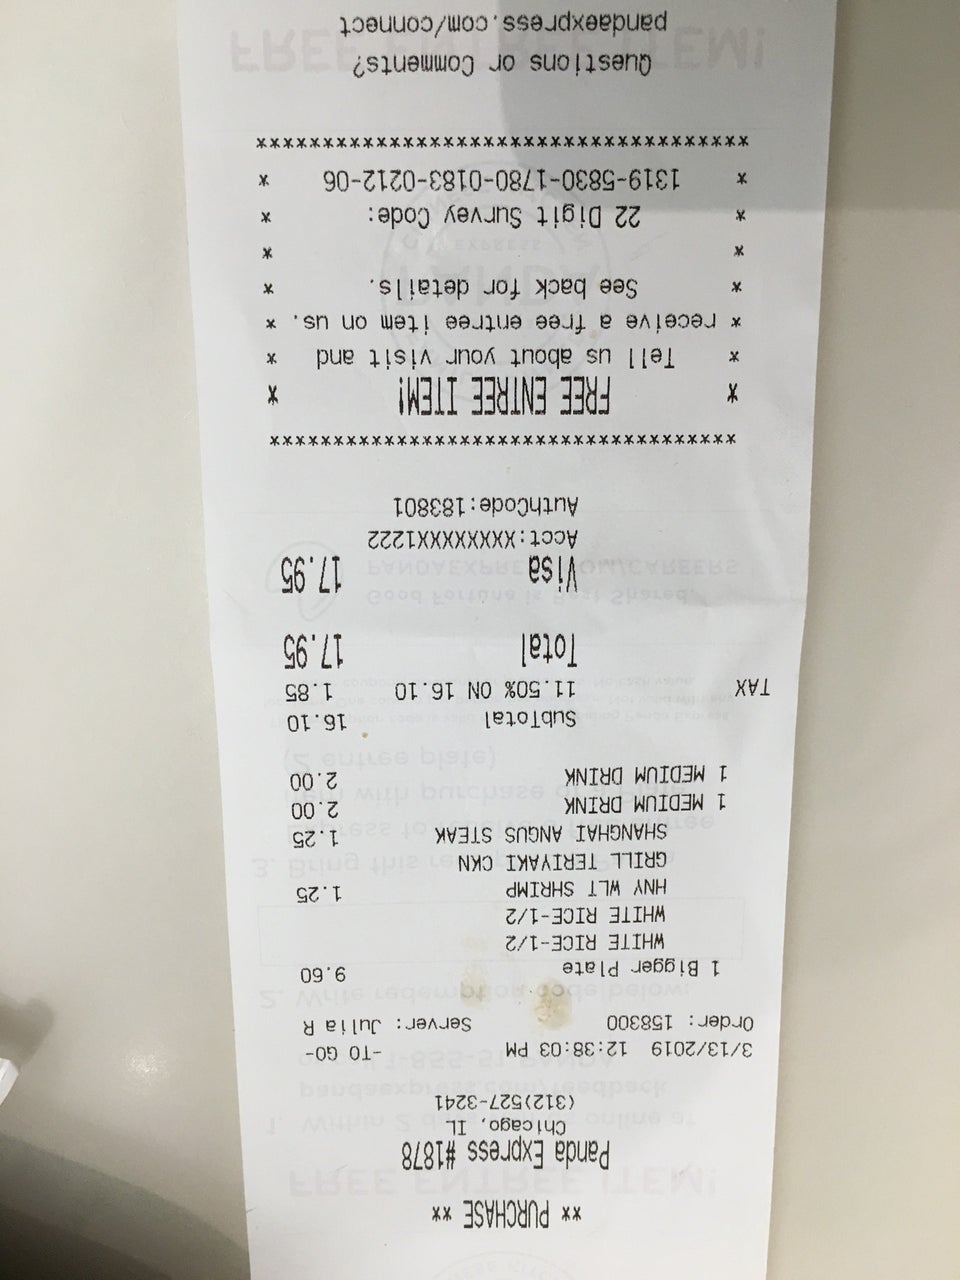 ** PURCHASE **
Panda Express #1878
Chicago, IL
(312)527-3241
3/13/2019 12:38:03 PM -TO GO-
Order: 158300 Server: Julia R
1 Bigger Plate 9.60
WHITE RICE-1/2
WHITE RICE-1/2
HNY WLT SHRIMP 1.25
GRILL TERIYAKI CKN
SHANGHAI ANGUS STEAK 1.25
1 MEDIUM DRINK 2.00
1 MEDIUM DRINK 2.00
SubTotal 16.10
TAX 11.50% ON 16.10 1.85
Total 17.95
Visa 17.95
Acct:XXXXXXXXX1222
AuthCode:183801
*************************************
* FREE ENTREE ITEM! *
* Tell us about your visit and *
* receive a free entree item on us. *
* See back for details. *
* *
* 22 Digit Survey Code: *
* 1319-5830-1780-0183-0212-06 *
*************************************
Questions or Comments?
pandaexpress.com/connect